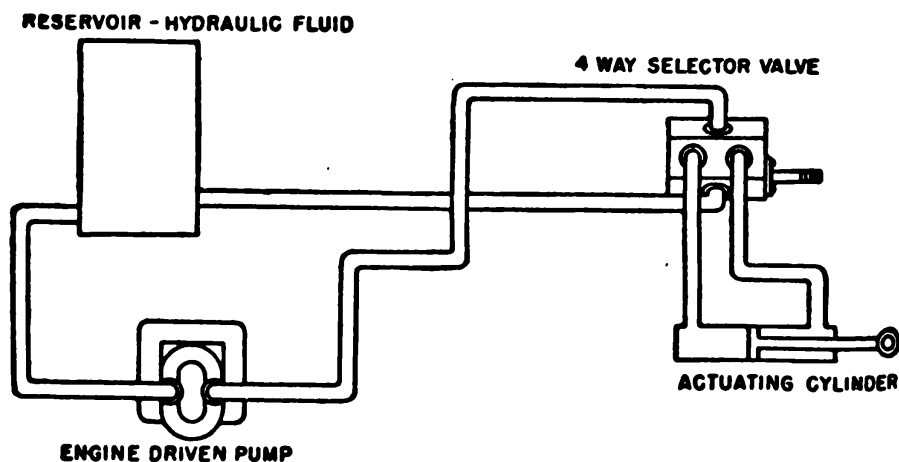 RESERVOIR - HYDRAULIC FLUID
4 WAY SELECTOR VALVE
ACTUATING CYLINDER
ENGINE DRIVEN PUMP